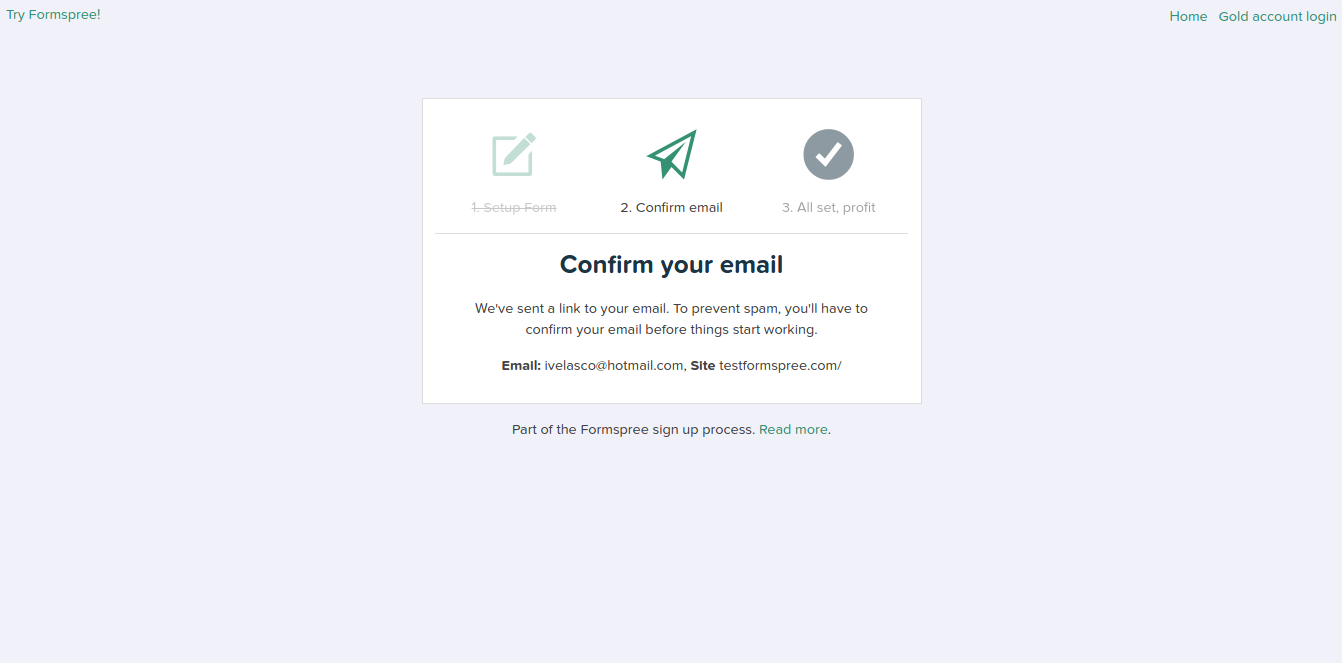 Try Formspree!
Home Gold account login
1. Setup Form
2. Confirm email
3. All set, profit
Confirm your email
We've sent a link to your email. To prevent spam, you'll have to
confirm your email before things start working.
Email: ivelasco@hotmail.com, Site testformspree.com/
Part of the Formspree sign up process. Read more.